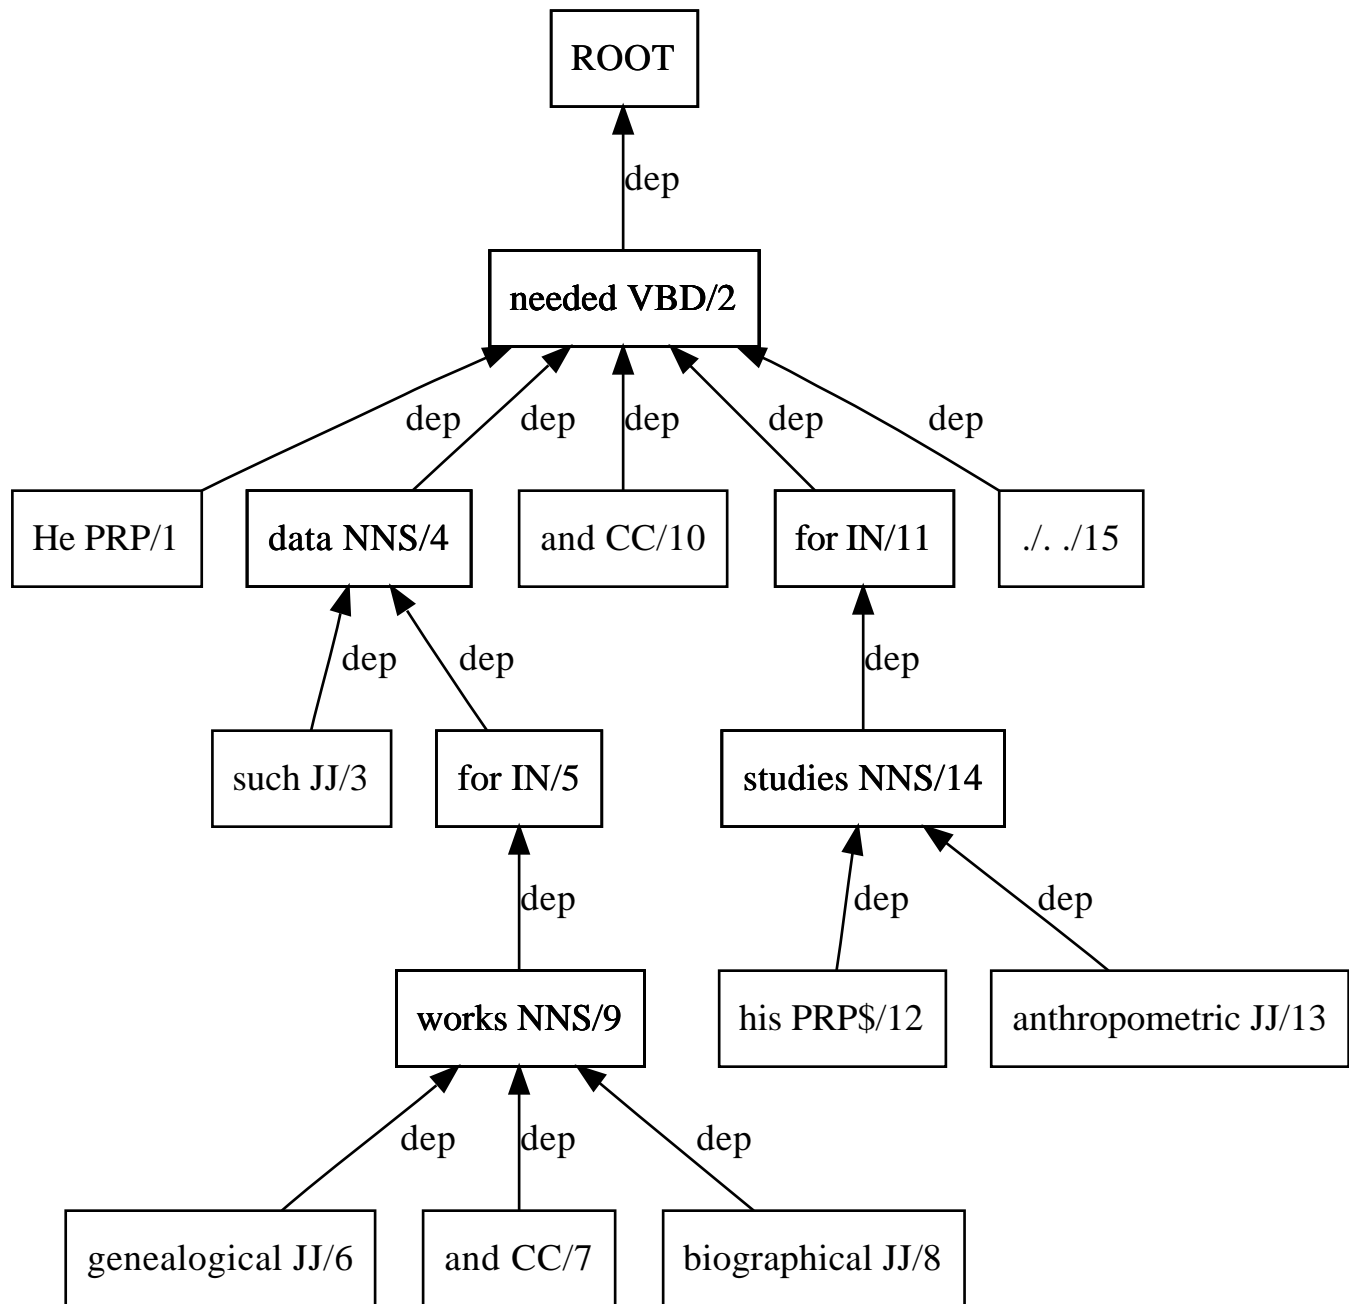 ROOT
dep
needed VBD/2
dep dep dep dep dep
He PRP/1 data NNS/4 and CC/10 for IN/11 ./. ./15
dep dep dep
such JJ/3 for IN/5 studies NNS/14
dep dep dep
works NNS/9 his PRP$/12 anthropometric JJ/13
dep dep dep
genealogical JJ/6 and CC/7 biographical JJ/8